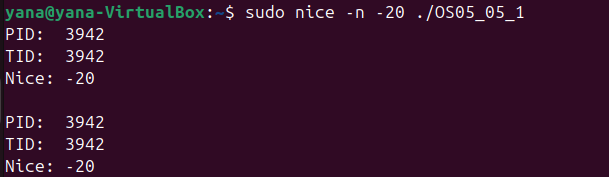 yana@yana-VirtualBox:~$ sudo nice -n -20 ./OS05_05_1
PID:  3942
TID:  3942
Nice: -20
PID:  3942
TID:  3942
Nice: -20